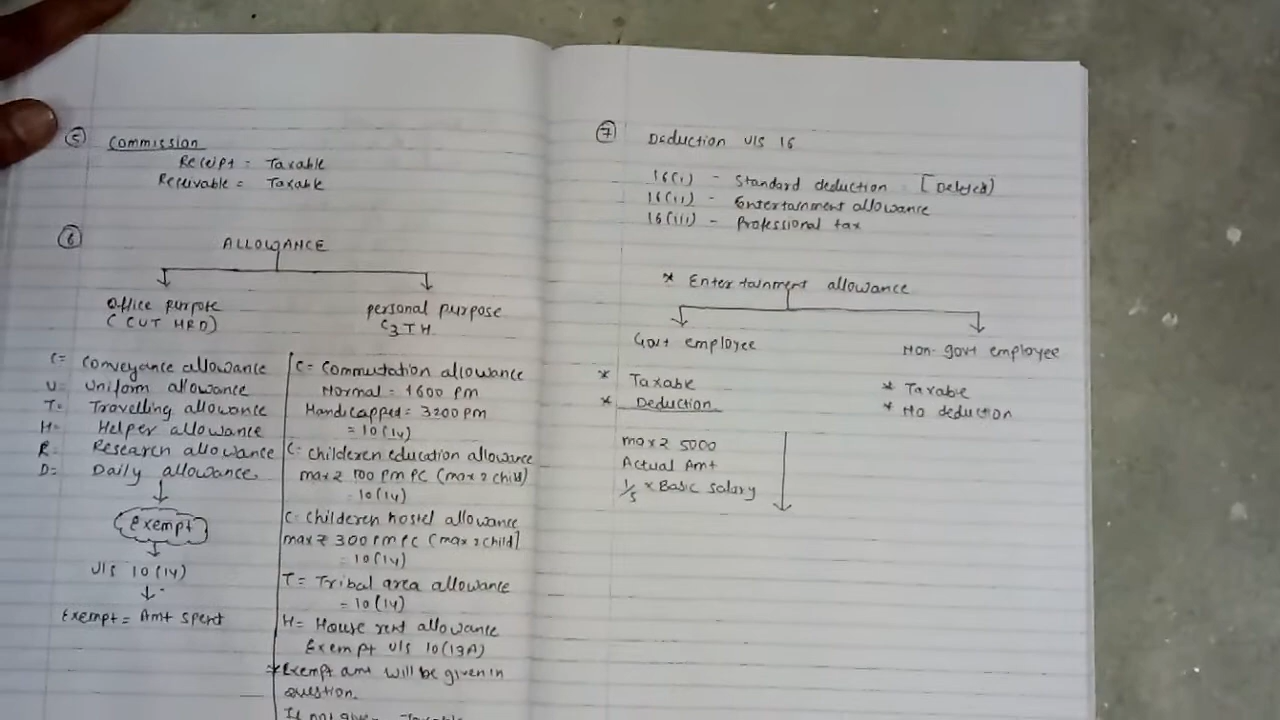 5 Commission
Receipt = Taxable
Receivable = Taxable
6 ALLOWANCE
Office purpose
(CUT HRD)
C = Conveyance allowance
U = Uniform allowance
T = Travelling allowance
H = Helper allowance
R = Research allowance
D = Daily allowance
Exempt
U/s 10(14)
Exempt = Amt spent
personal purpose
C3TH
C = Commutation allowance
Normal = 1600 pm
Handicapped = 3200 pm
= 10(14)
C = childeren education allowance
max ₹ 100 pm pc (max 2 child)
= 10(14)
C = childeren hostel allowance
max ₹ 300 pm pc (max 2 child]
= 10(14)
T = Tribal area allowance
= 10(14)
H = House rent allowance
Exempt U/s 10(13A)
* Exempt amt will be given in
question.
If not given Taxable
7 Deduction U/s 16
16(i) - Standard deduction [Deleted)
16(ii) - Entertainment allowance
16(iii) - Professional tax
* Entertainment allowance
Govt employee
* Taxable
* Deduction
max ₹ 5000
Actual Amt
1/5 × Basic salary
Non-govt employee
* Taxable
* No deduction